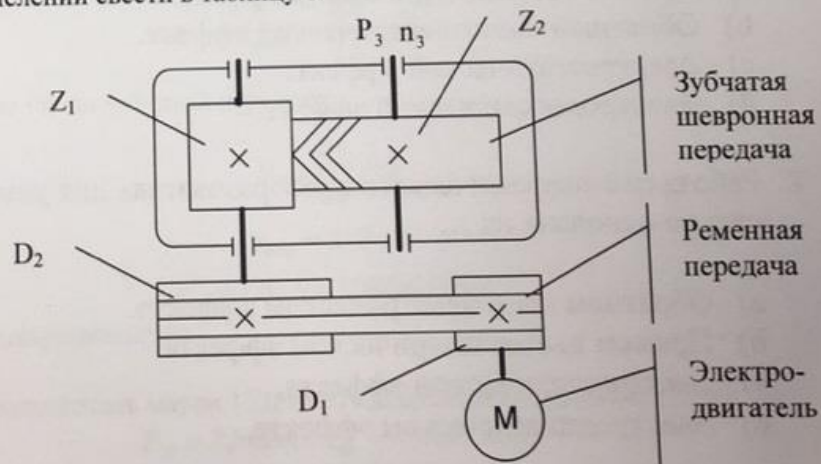 P₃ n₃
Z₂
Z₁
Зубчатая
шевронная
передача
D₂
Ременная
передача
D₁
M
Электро-
двигатель